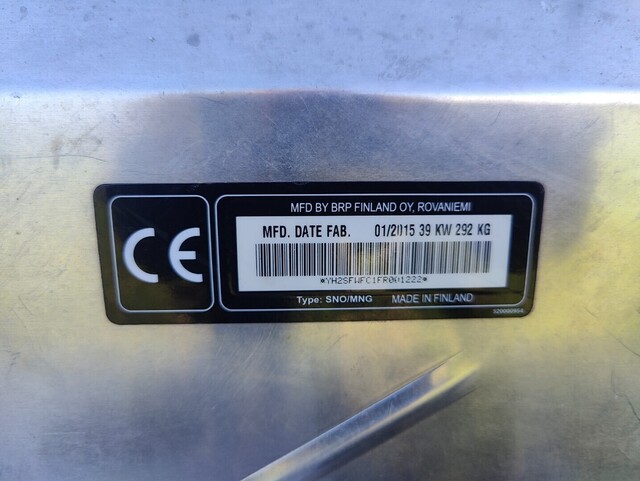 CE
MFD BY BRP FINLAND OY, ROVANIEMI
MFD. DATE FAB. 01/2015 39 KW 292 KG
*YH2SFWFC1FR001222*
Type: SNO/MNG MADE IN FINLAND